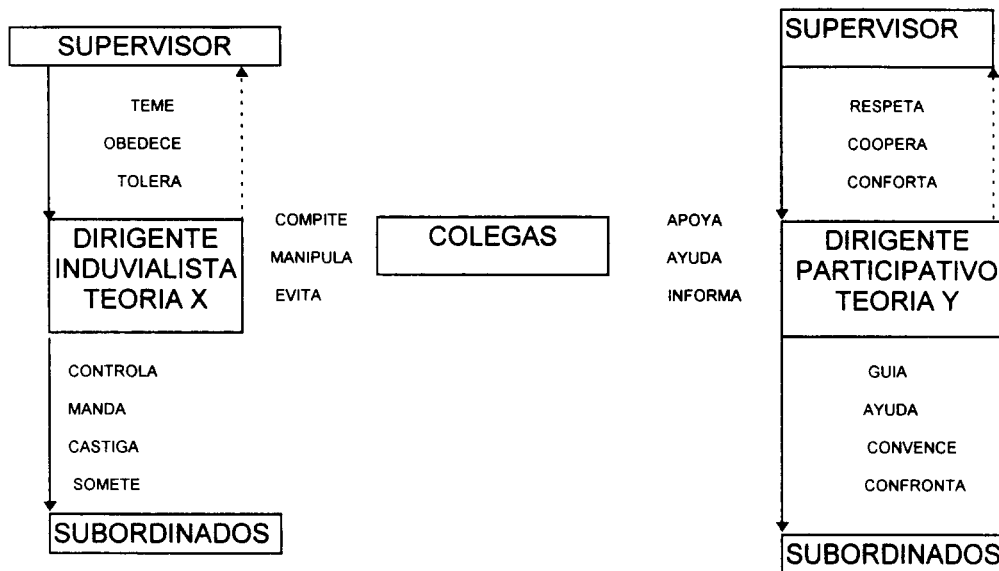 SUPERVISOR
TEME
OBEDECE
TOLERA
DIRIGENTE
INDUVIALISTA
TEORIA X
CONTROLA
MANDA
CASTIGA
SOMETE
SUBORDINADOS
COMPITE
MANIPULA
EVITA
COLEGAS
APOYA
AYUDA
INFORMA
SUPERVISOR
RESPETA
COOPERA
CONFORTA
DIRIGENTE
PARTICIPATIVO
TEORIA Y
GUIA
AYUDA
CONVENCE
CONFRONTA
SUBORDINADOS